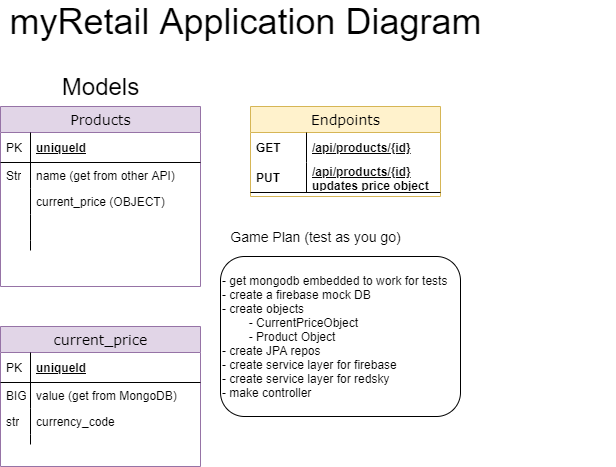 myRetail Application Diagram
Models
Products
PK uniqueId
Str name (get from other API)
current_price (OBJECT)
current_price
PK uniqueId
BIG value (get from MongoDB)
str currency_code
Endpoints
GET /api/products/{id}
PUT /api/products/{id}
updates price object
Game Plan (test as you go)
- get mongodb embedded to work for tests
- create a firebase mock DB
- create objects
- CurrentPriceObject
- Product Object
- create JPA repos
- create service layer for firebase
- create service layer for redsky
- make controller